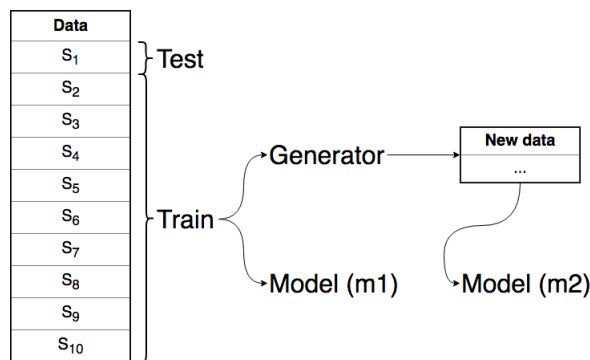 Data
S1
S2
S3
S4
S5
S6
S7
S8
S9
S10
Test
Train
Generator
Model (m1)
New data
...
Model (m2)